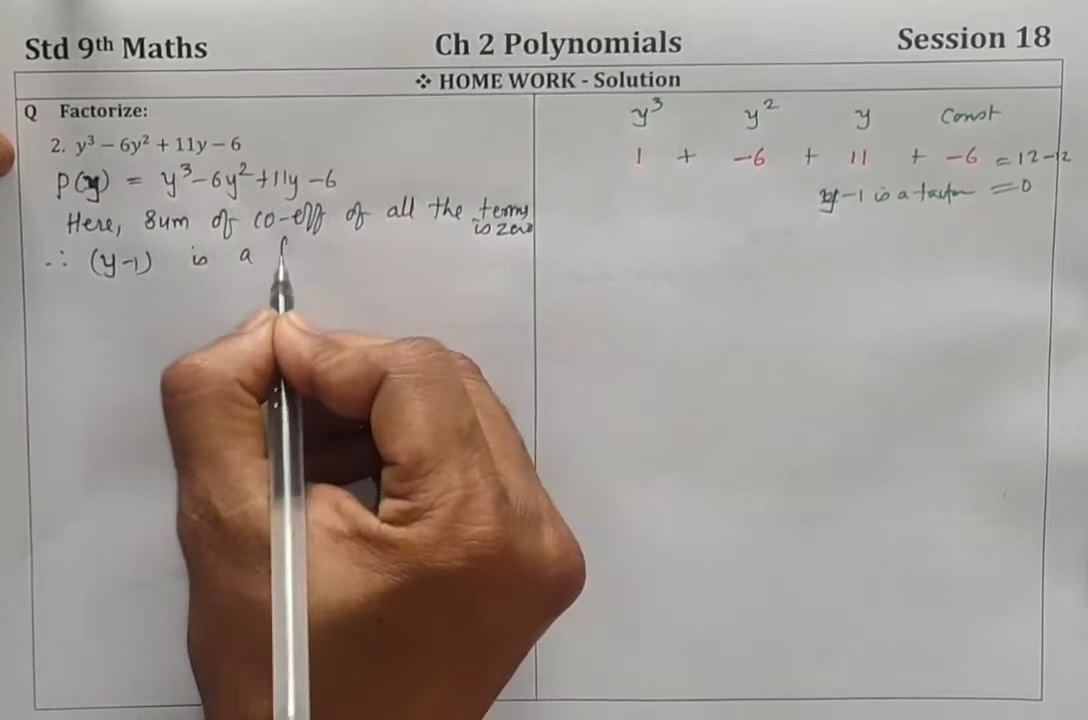 Std 9th Maths Ch 2 Polynomials Session 18
❖ HOME WORK - Solution
Q Factorize:
2. y³ – 6y² + 11y – 6
P(y) = y³-6y²+11y-6
Here, Sum of co-eff of all the terms
is zero
∴ (y-1) is a f
y³ y² y Const
1 + -6 + 11 + -6 = 12-12
y-1 is a factor = 0